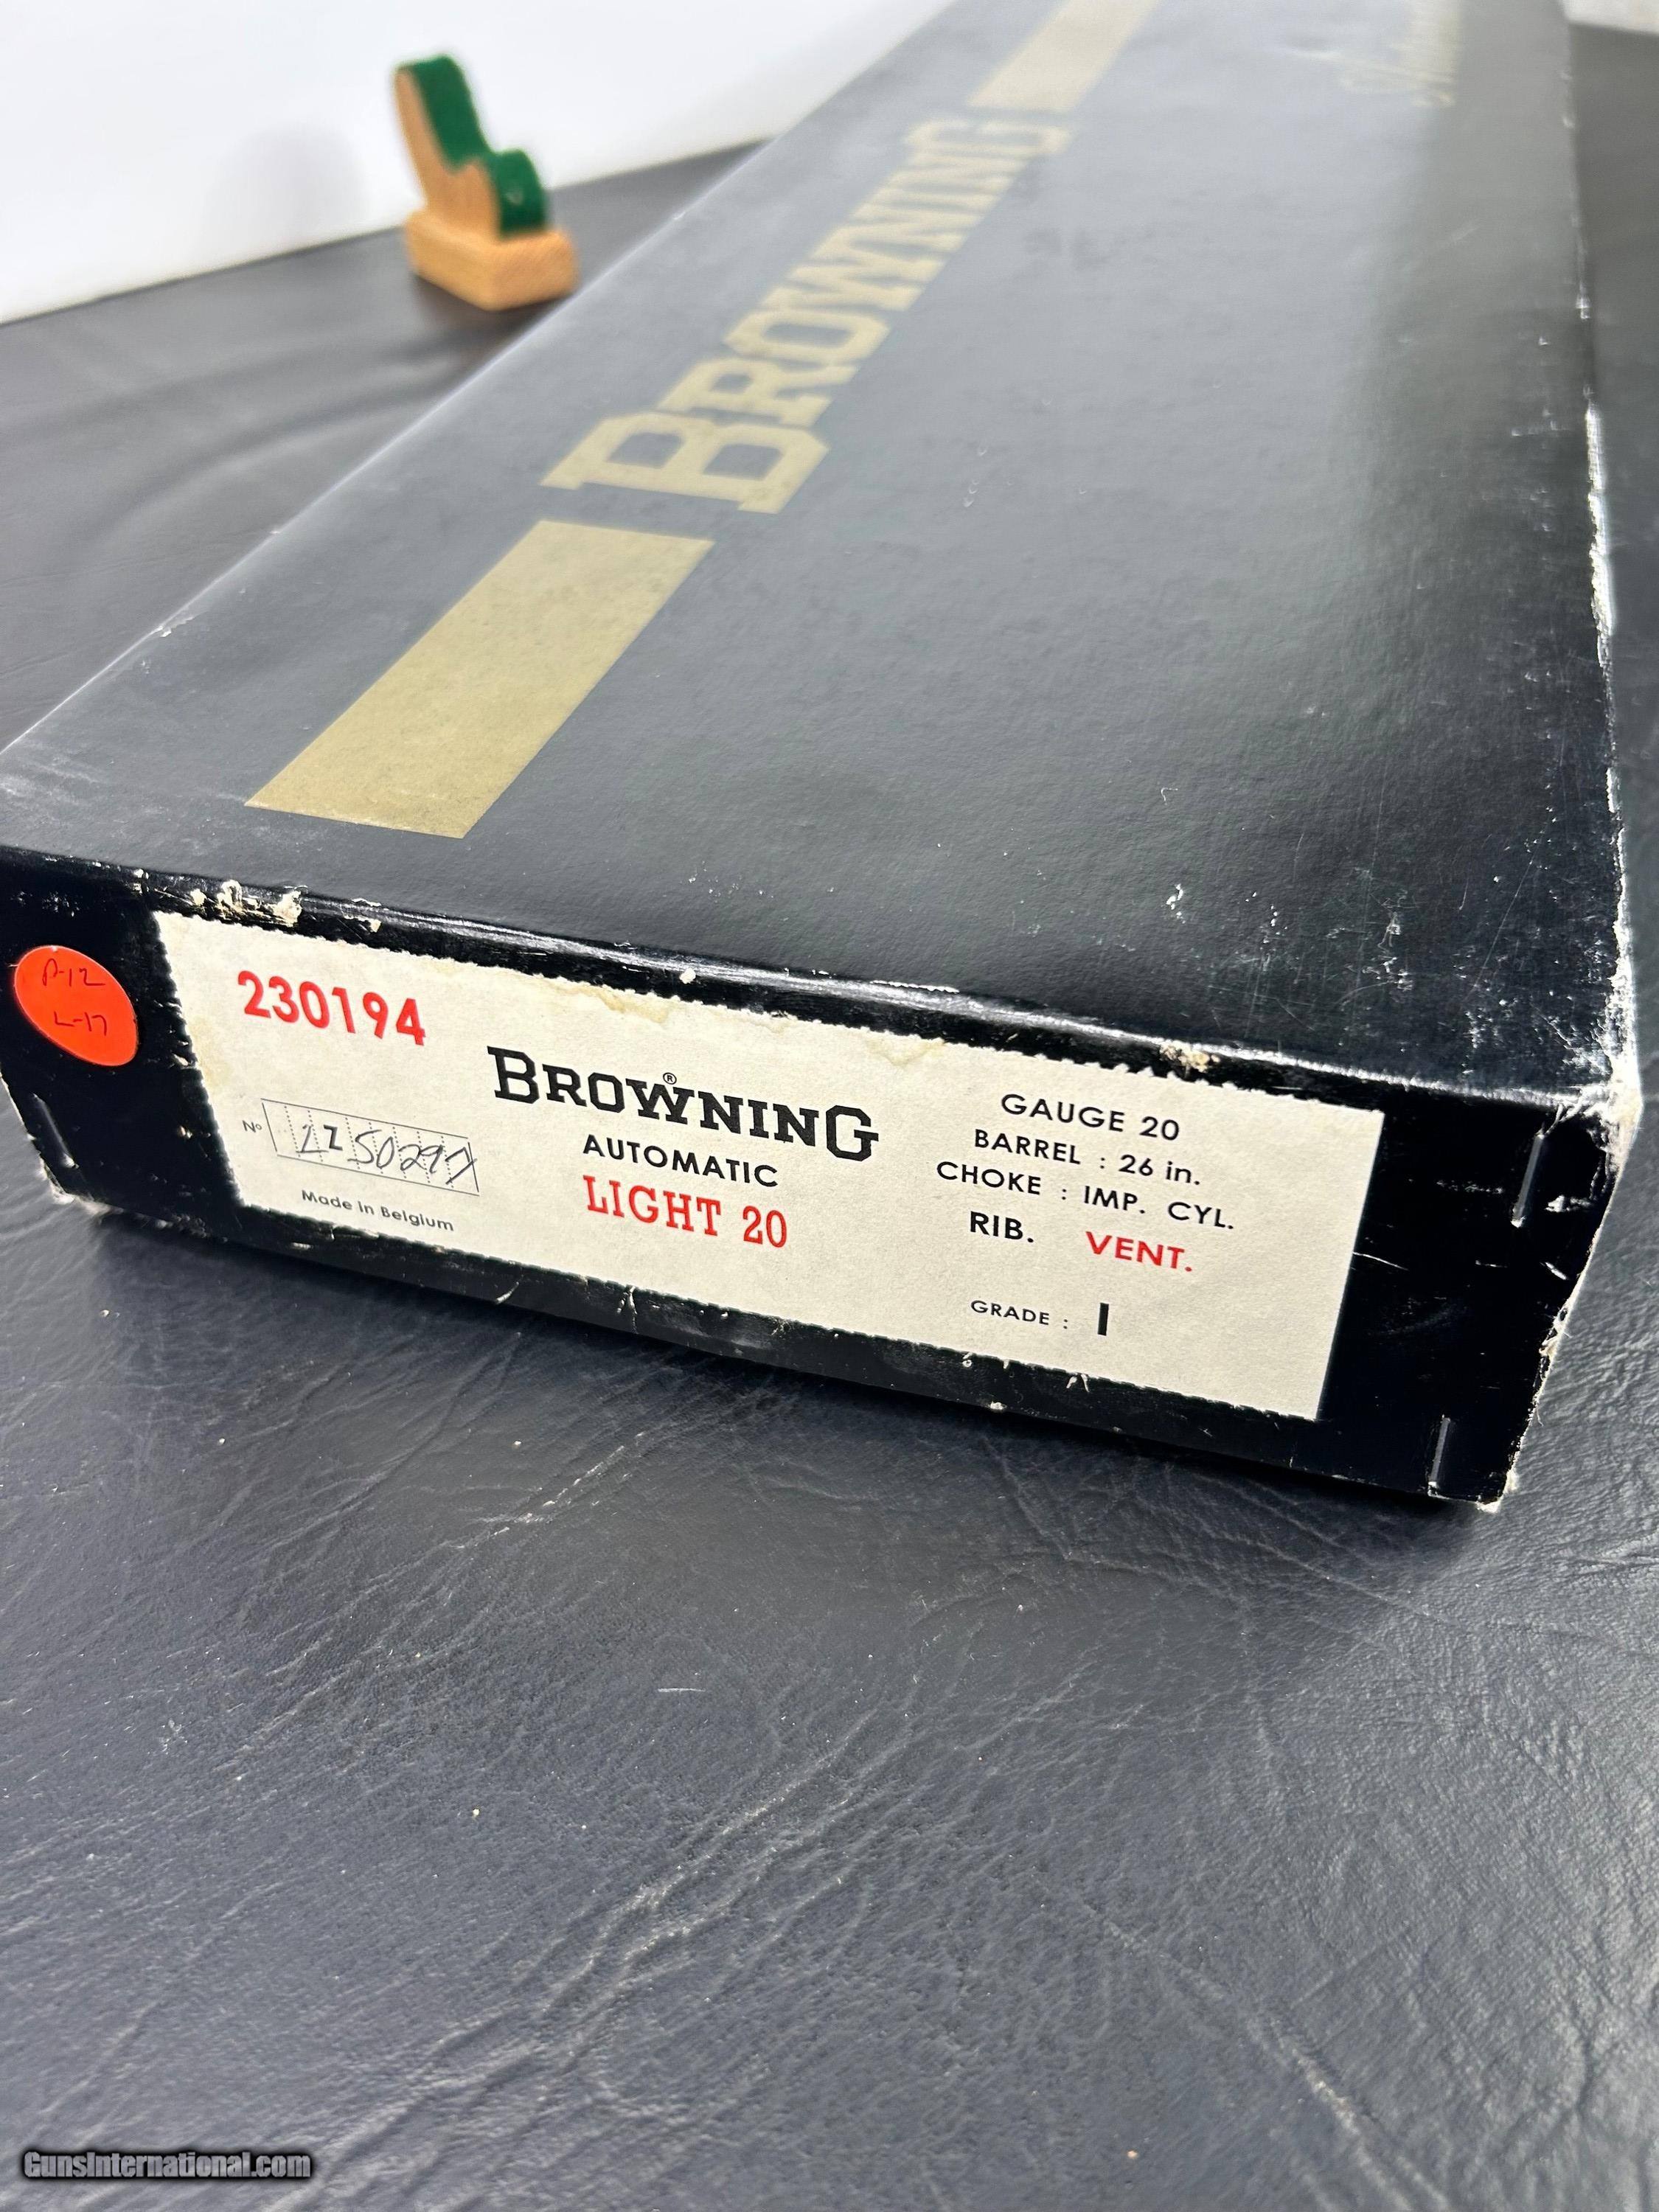 BROWNING
P-12
L-17
230194
BROWNING®
AUTOMATIC
LIGHT 20
Nº 2Z50297
Made in Belgium
GAUGE 20
BARREL : 26 in.
CHOKE : IMP. CYL.
RIB. VENT.
GRADE : I
GunsInternational.com